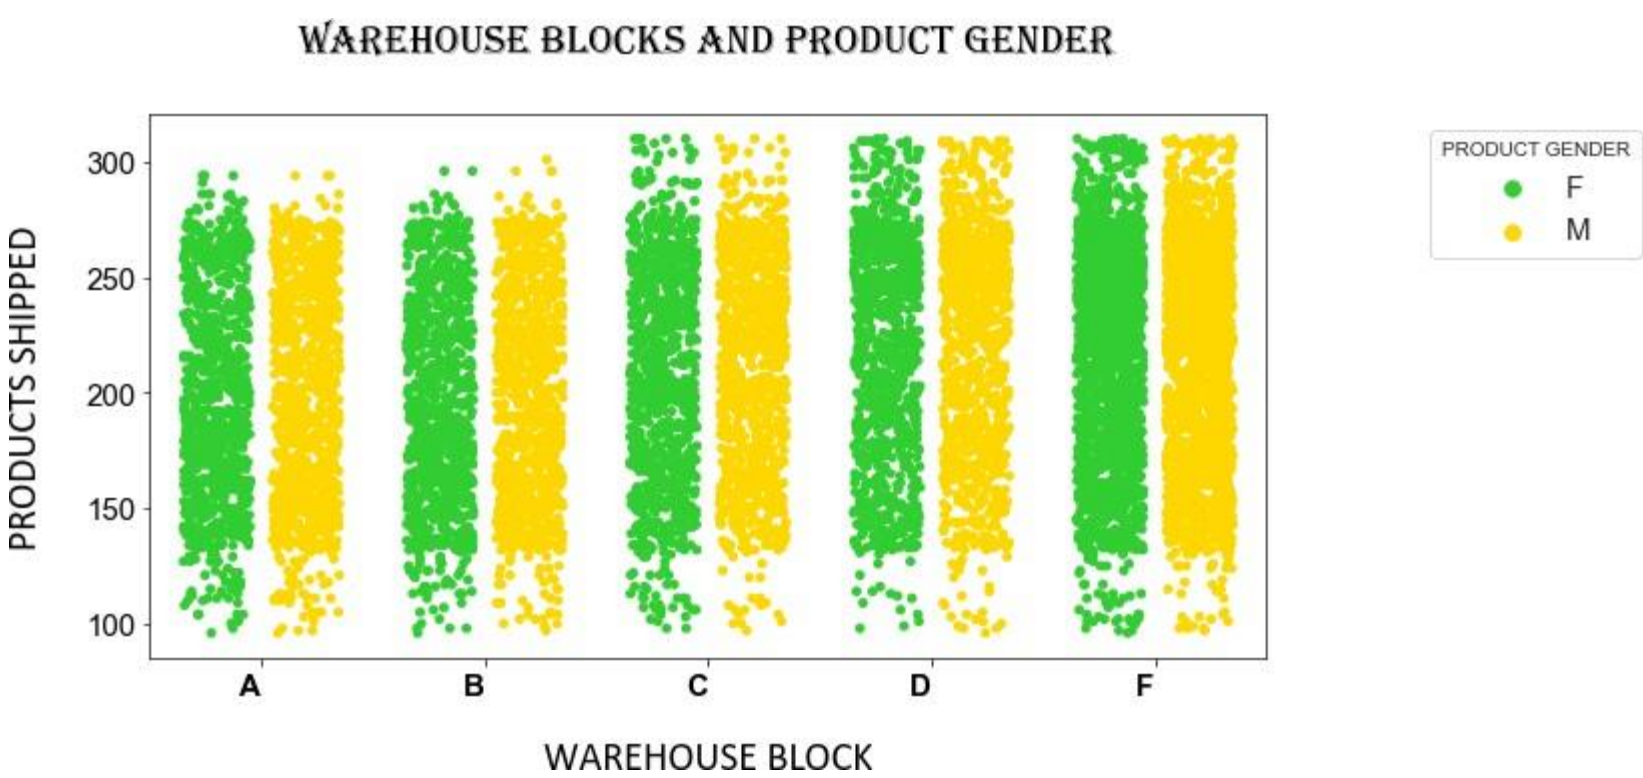 WAREHOUSE BLOCKS AND PRODUCT GENDER
PRODUCTS SHIPPED
300
250
200
150
100
A B C D F
WAREHOUSE BLOCK
PRODUCT GENDER
F
M